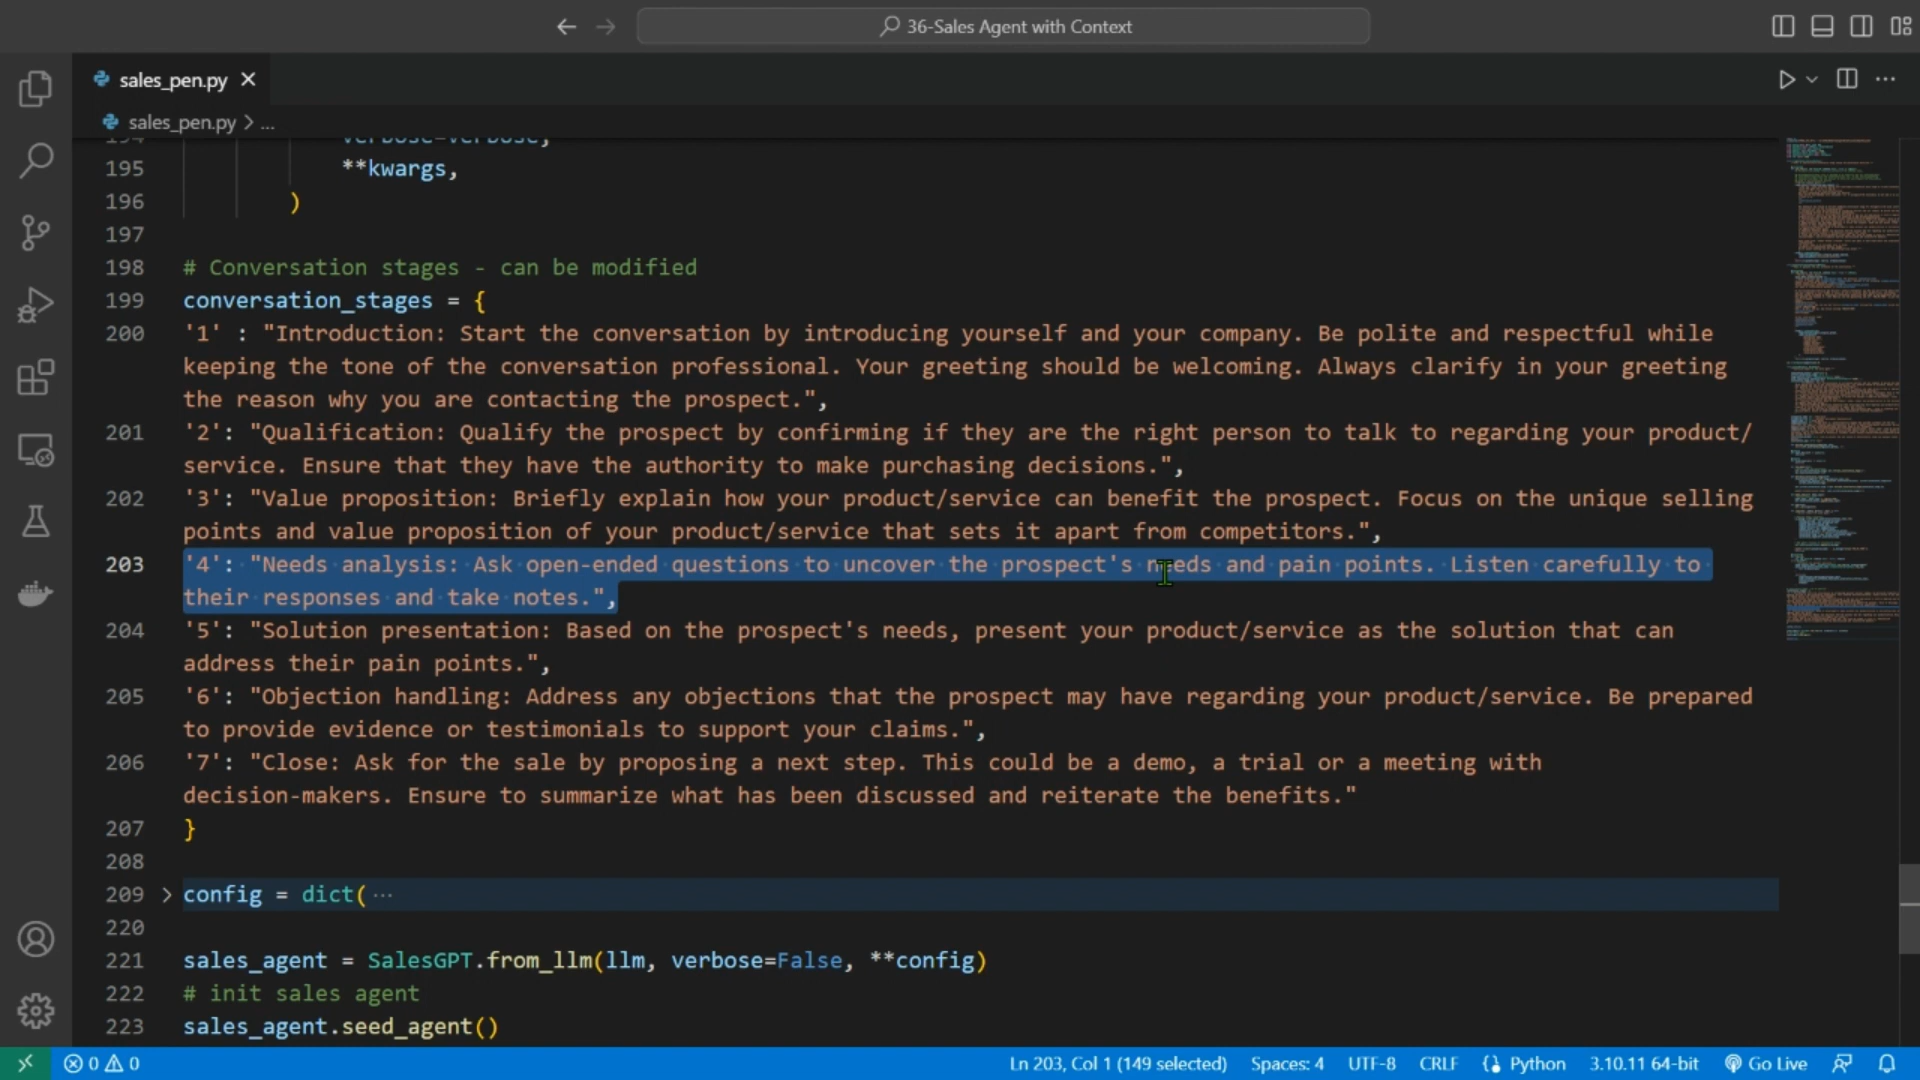 36-Sales Agent with Context
sales_pen.py
sales_pen.py > ...
194 verbose=verbose,
195 **kwargs,
196 )
197
198 # Conversation stages - can be modified
199 conversation_stages = {
200 '1' : "Introduction: Start the conversation by introducing yourself and your company. Be polite and respectful while
keeping the tone of the conversation professional. Your greeting should be welcoming. Always clarify in your greeting
the reason why you are contacting the prospect.",
201 '2': "Qualification: Qualify the prospect by confirming if they are the right person to talk to regarding your product/
service. Ensure that they have the authority to make purchasing decisions.",
202 '3': "Value proposition: Briefly explain how your product/service can benefit the prospect. Focus on the unique selling
points and value proposition of your product/service that sets it apart from competitors.",
203 '4': "Needs analysis: Ask open-ended questions to uncover the prospect's needs and pain points. Listen carefully to
their responses and take notes.",
204 '5': "Solution presentation: Based on the prospect's needs, present your product/service as the solution that can
address their pain points.",
205 '6': "Objection handling: Address any objections that the prospect may have regarding your product/service. Be prepared
to provide evidence or testimonials to support your claims.",
206 '7': "Close: Ask for the sale by proposing a next step. This could be a demo, a trial or a meeting with
decision-makers. Ensure to summarize what has been discussed and reiterate the benefits."
207 }
208
209 > config = dict( ...
220
221 sales_agent = SalesGPT.from_llm(llm, verbose=False, **config)
222 # init sales agent
223 sales_agent.seed_agent()
0 0 Ln 203, Col 1 (149 selected) Spaces: 4 UTF-8 CRLF Python 3.10.11 64-bit Go Live